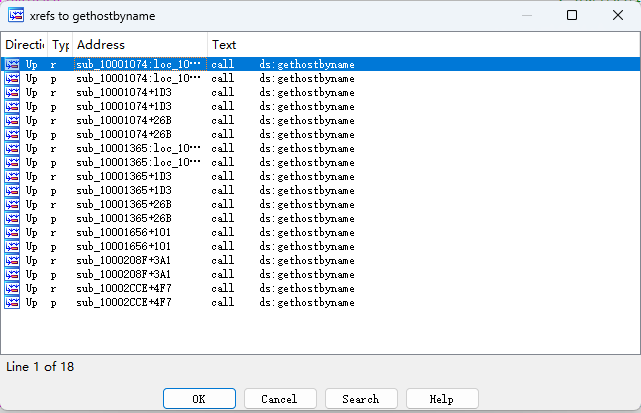 xrefs to gethostbyname
Directic Typ Address Text
Up r sub_10001074:loc_10… call ds:gethostbyname
Up p sub_10001074:loc_10… call ds:gethostbyname
Up r sub_10001074+1D3 call ds:gethostbyname
Up p sub_10001074+1D3 call ds:gethostbyname
Up r sub_10001074+26B call ds:gethostbyname
Up p sub_10001074+26B call ds:gethostbyname
Up r sub_10001365:loc_10… call ds:gethostbyname
Up p sub_10001365:loc_10… call ds:gethostbyname
Up r sub_10001365+1D3 call ds:gethostbyname
Up p sub_10001365+1D3 call ds:gethostbyname
Up r sub_10001365+26B call ds:gethostbyname
Up p sub_10001365+26B call ds:gethostbyname
Up r sub_10001656+101 call ds:gethostbyname
Up p sub_10001656+101 call ds:gethostbyname
Up r sub_1000208F+3A1 call ds:gethostbyname
Up p sub_1000208F+3A1 call ds:gethostbyname
Up r sub_10002CCE+4F7 call ds:gethostbyname
Up p sub_10002CCE+4F7 call ds:gethostbyname
Line 1 of 18
OK Cancel Search Help